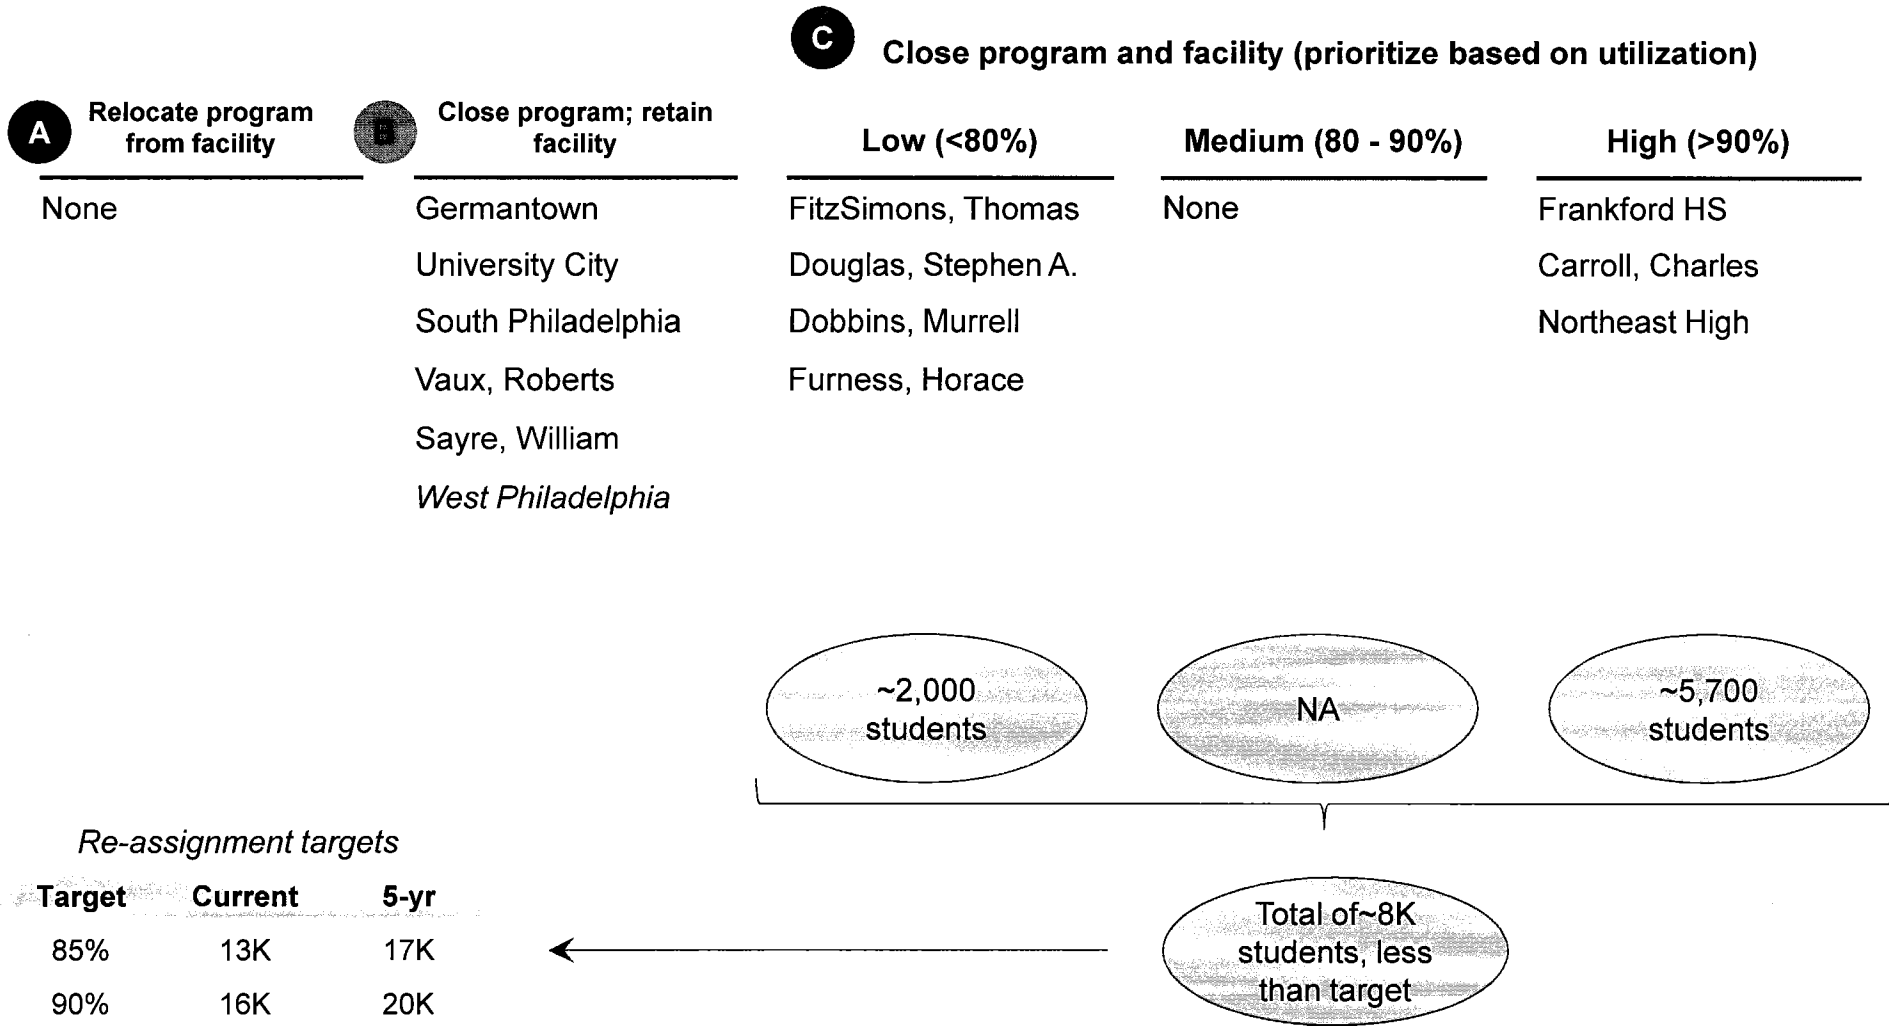 C
Close program and facility (prioritize based on utilization)
A
Relocate program
from facility
B
Close program; retain
facility
Low (<80%)
Medium (80 - 90%)
High (>90%)
None
Germantown
University City
South Philadelphia
Vaux, Roberts
Sayre, William
West Philadelphia
FitzSimons, Thomas
Douglas, Stephen A.
Dobbins, Murrell
Furness, Horace
None
Frankford HS
Carroll, Charles
Northeast High
~2,000
students
NA
~5,700
students
Re-assignment targets
Target Current 5-yr
85% 13K 17K
90% 16K 20K
Total of~8K
students, less
than target